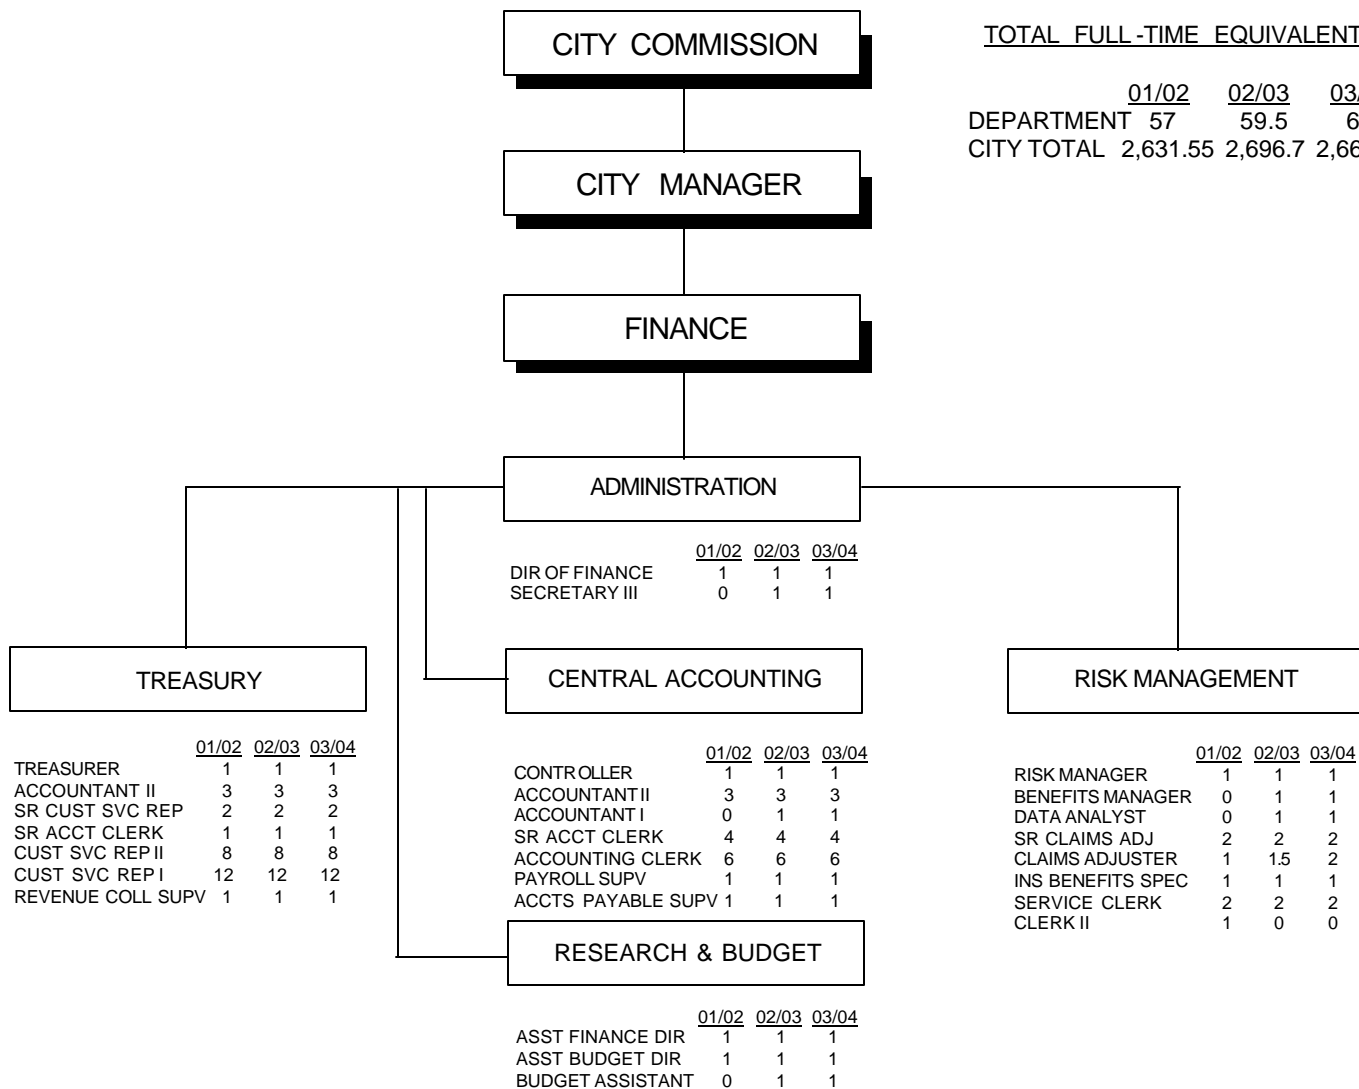 CITY COMMISSION
TOTAL FULL-TIME EQUIVALENT
01/02 02/03 03/
DEPARTMENT 57 59.5 6
CITY TOTAL 2,631.55 2,696.7 2,66
CITY MANAGER
FINANCE
ADMINISTRATION
01/02 02/03 03/04
DIR OF FINANCE 1 1 1
SECRETARY III 0 1 1
TREASURY
01/02 02/03 03/04
TREASURER 1 1 1
ACCOUNTANT II 3 3 3
SR CUST SVC REP 2 2 2
SR ACCT CLERK 1 1 1
CUST SVC REP II 8 8 8
CUST SVC REP I 12 12 12
REVENUE COLL SUPV 1 1 1
CENTRAL ACCOUNTING
01/02 02/03 03/04
CONTROLLER 1 1 1
ACCOUNTANT II 3 3 3
ACCOUNTANT I 0 1 1
SR ACCT CLERK 4 4 4
ACCOUNTING CLERK 6 6 6
PAYROLL SUPV 1 1 1
ACCTS PAYABLE SUPV 1 1 1
RESEARCH & BUDGET
01/02 02/03 03/04
ASST FINANCE DIR 1 1 1
ASST BUDGET DIR 1 1 1
BUDGET ASSISTANT 0 1 1
RISK MANAGEMENT
01/02 02/03 03/04
RISK MANAGER 1 1 1
BENEFITS MANAGER 0 1 1
DATA ANALYST 0 1 1
SR CLAIMS ADJ 2 2 2
CLAIMS ADJUSTER 1 1.5 2
INS BENEFITS SPEC 1 1 1
SERVICE CLERK 2 2 2
CLERK II 1 0 0